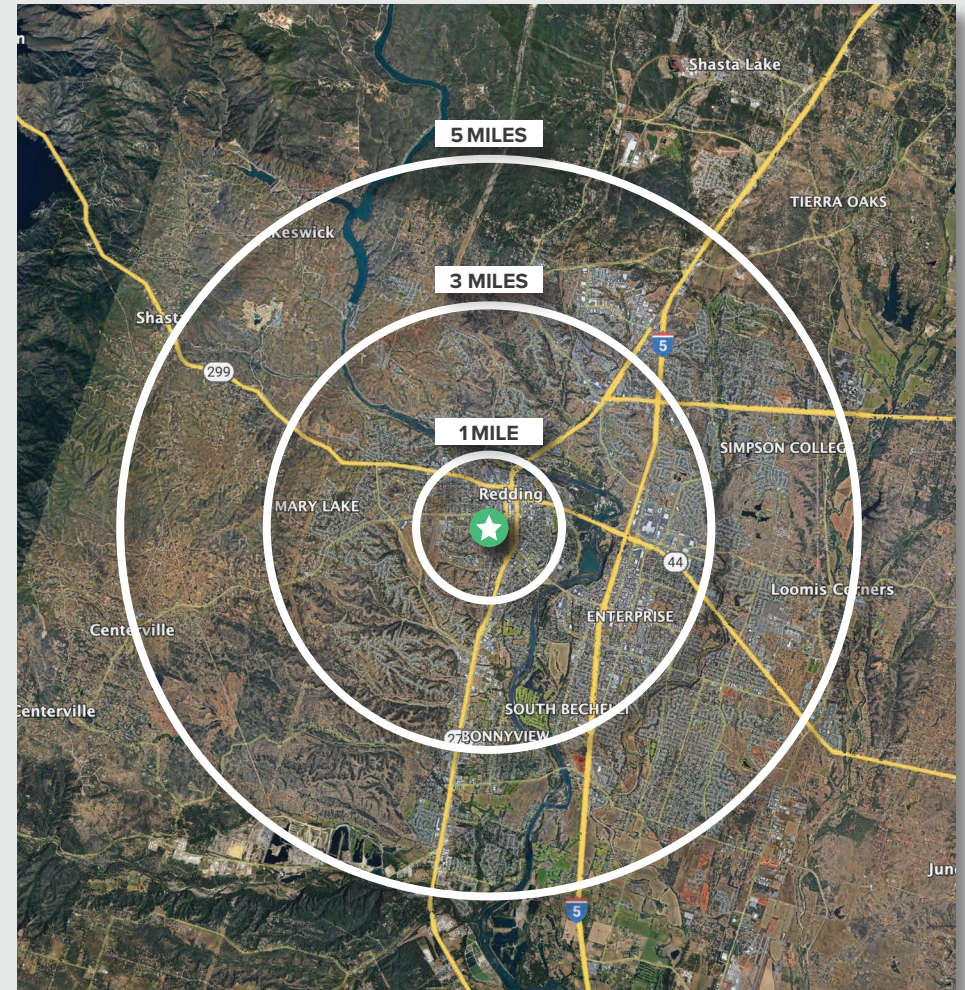 Shasta Lake
5 MILES
TIERRA OAKS
Keswick
3 MILES
Shasta
5
299
1 MILE
SIMPSON COLLEGE
Redding
MARY LAKE
44
Loomis Corners
ENTERPRISE
Centerville
Centerville
SOUTH BECHELLI
BONNYVIEW
5